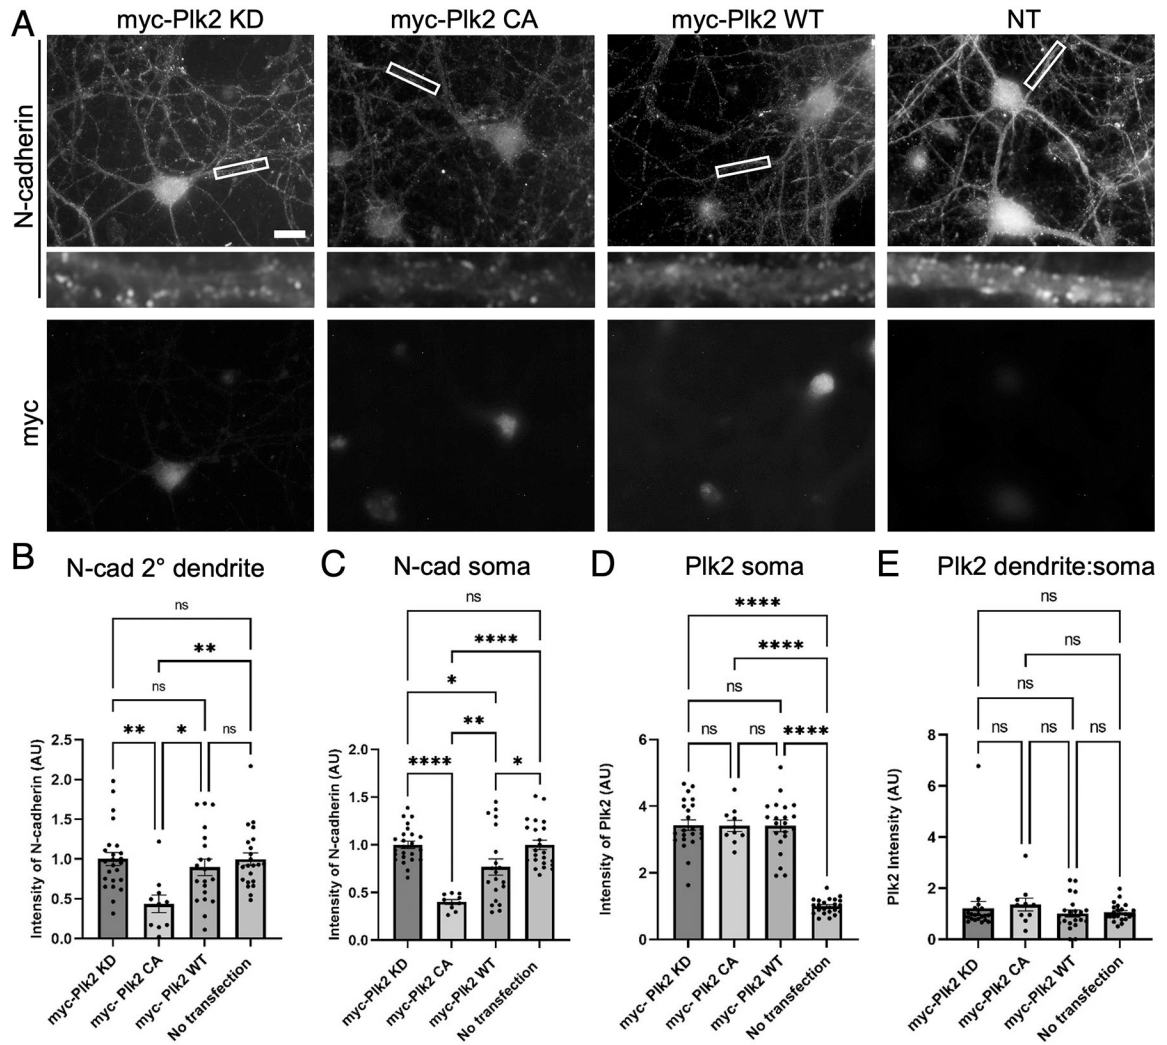 A
myc-Plk2 KD
myc-Plk2 CA
myc-Plk2 WT
NT
N-cadherin
myc
B
N-cad 2° dendrite
ns
**
ns
**
*
ns
Intensity of N-cadherin (AU)
2.5
2.0
1.5
1.0
0.5
0.0
myc-Plk2 KD
myc- Plk2 CA
myc- Plk2 WT
No transfection
C
N-cad soma
ns
****
*
**
****
*
Intensity of N-cadherin (AU)
2.0
1.5
1.0
0.5
0.0
myc-Plk2 KD
myc-Plk2 CA
myc-Plk2 WT
No transfection
D
Plk2 soma
****
****
ns
ns
ns
****
Intensity of Plk2 (AU)
6
4
2
0
myc- Plk2 KD
myc- Plk2 CA
myc- Plk2 WT
No transfection
E
Plk2 dendrite:soma
ns
ns
ns
ns
ns
ns
Plk2 Intensity (AU)
8
6
4
2
0
myc-Plk2 KD
myc-Plk2 CA
myc-Plk2 WT
No transfection